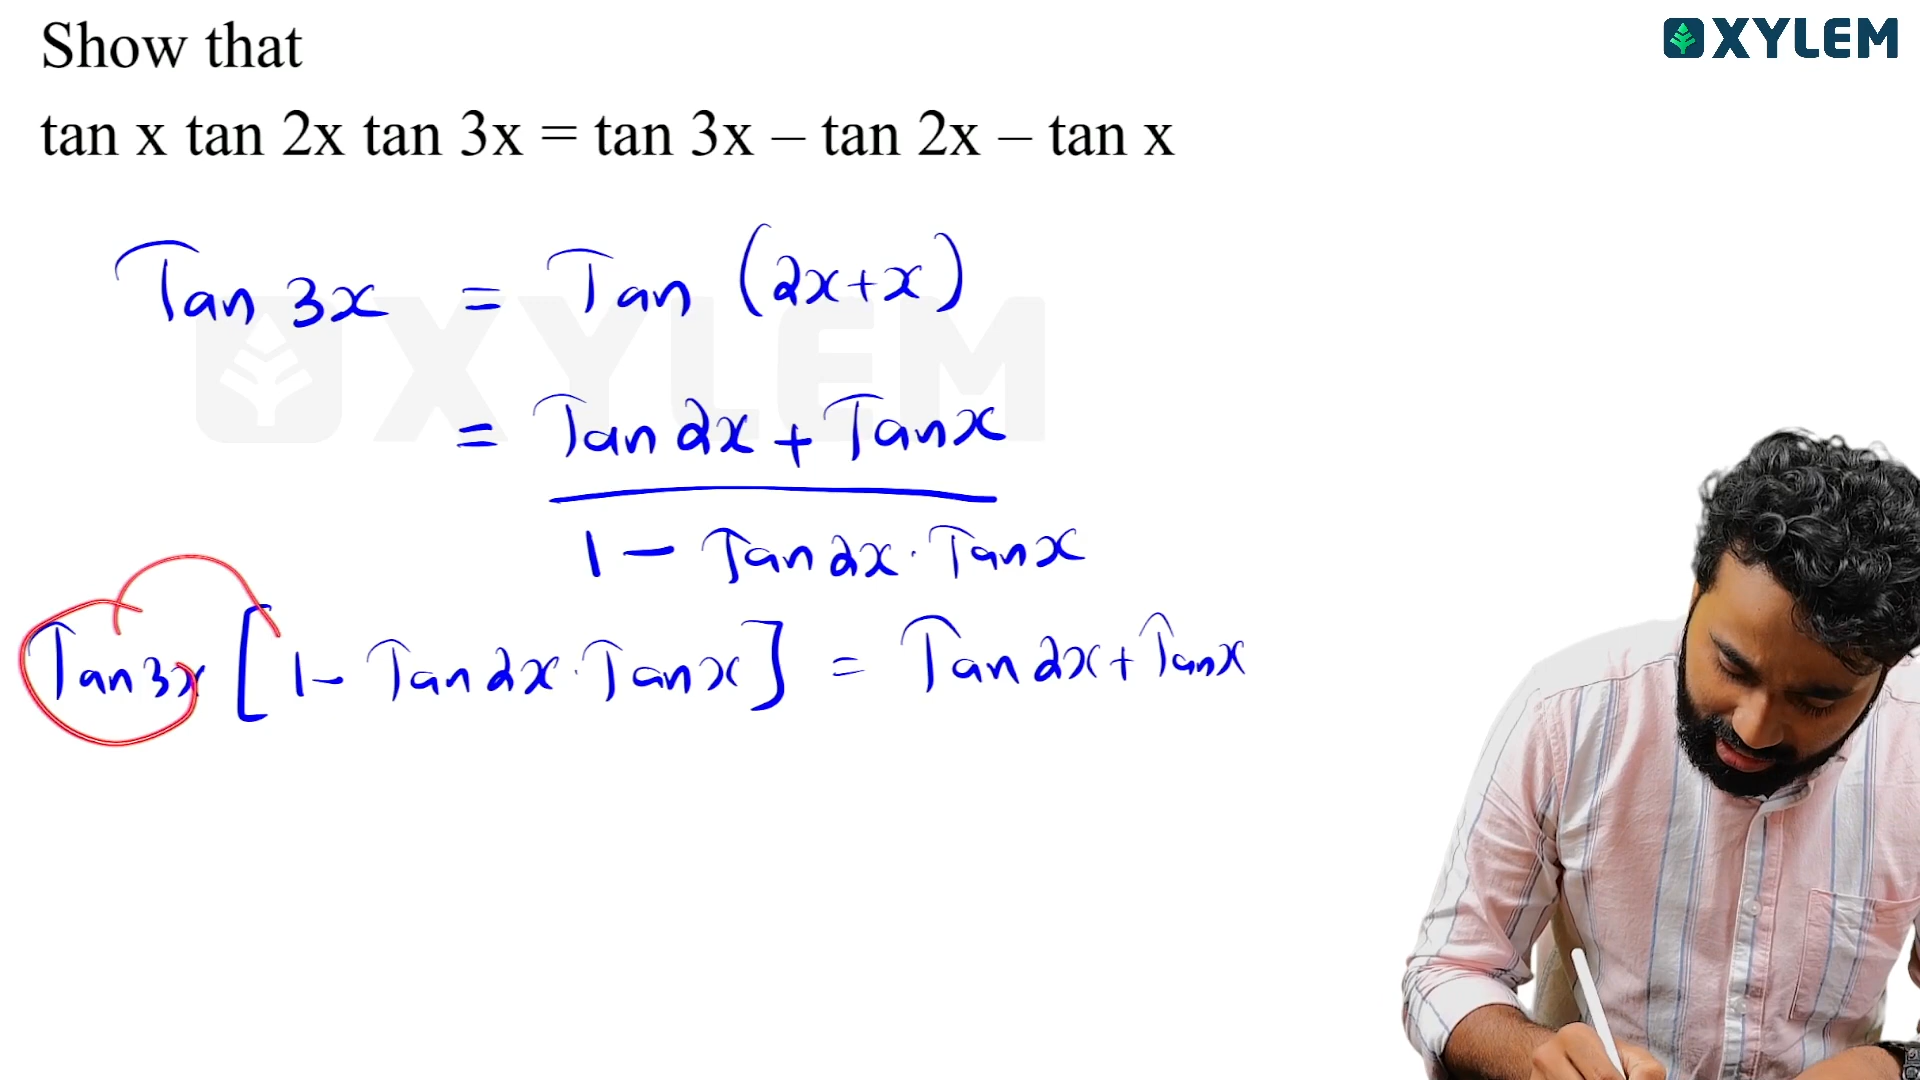 Show that
XYLEM
tan x tan 2x tan 3x = tan 3x – tan 2x – tan x
Tan 3x = Tan (2x+x)
XYLEM
= Tan 2x + Tan x
1 - Tan 2x · Tan x
Tan 3x [1 - Tan 2x · Tan x] = Tan 2x + Tan x